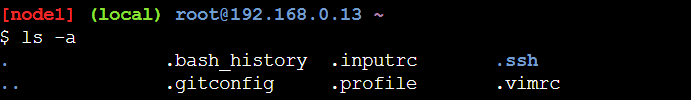 [node1] (local) root@192.168.0.13 ~
$ ls -a
. .bash_history .inputrc .ssh
.. .gitconfig .profile .vimrc